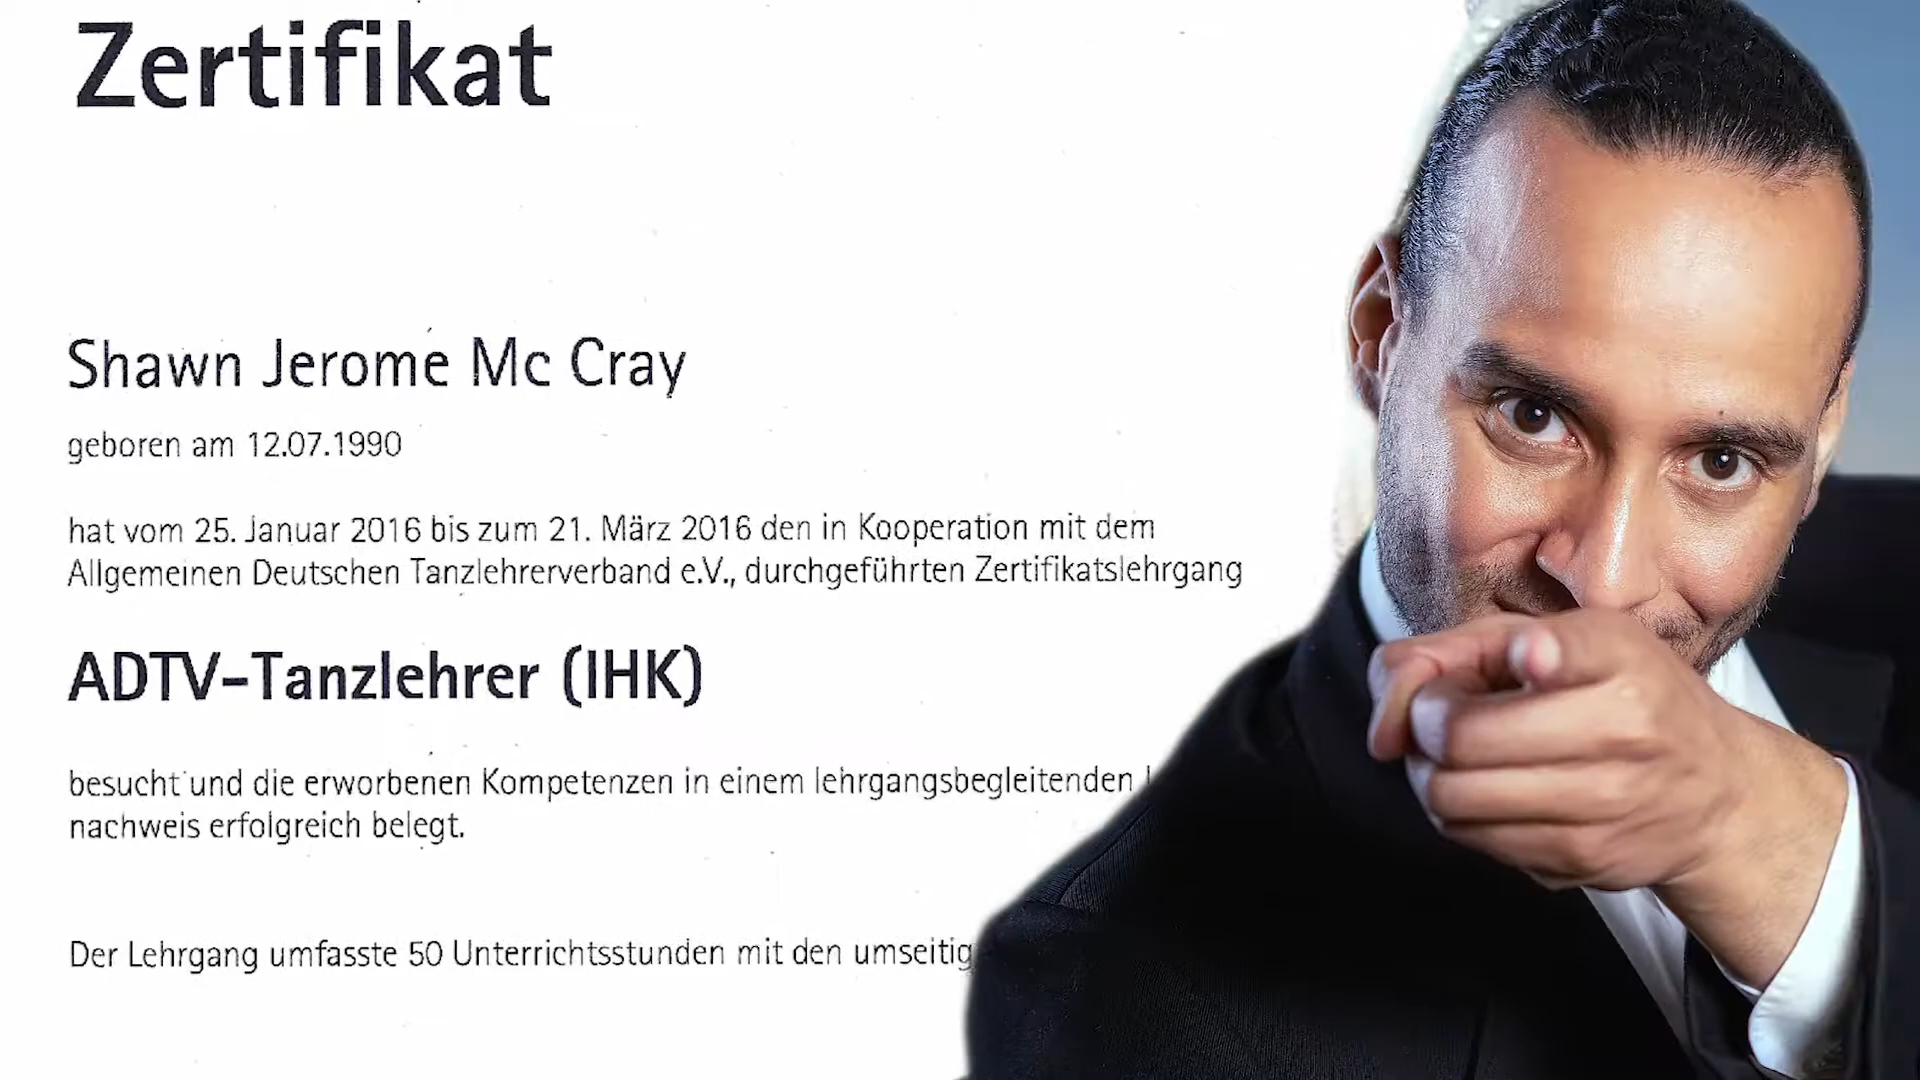 Zertifikat
Shawn Jerome Mc Cray
geboren am 12.07.1990
hat vom 25. Januar 2016 bis zum 21. März 2016 den in Kooperation mit dem
Allgemeinen Deutschen Tanzlehrerverband e.V., durchgeführten Zertifikatslehrgang
ADTV-Tanzlehrer (IHK)
besucht und die erworbenen Kompetenzen in einem lehrgangsbegleitenden
nachweis erfolgreich belegt.
Der Lehrgang umfasste 50 Unterrichtsstunden mit den umseitig